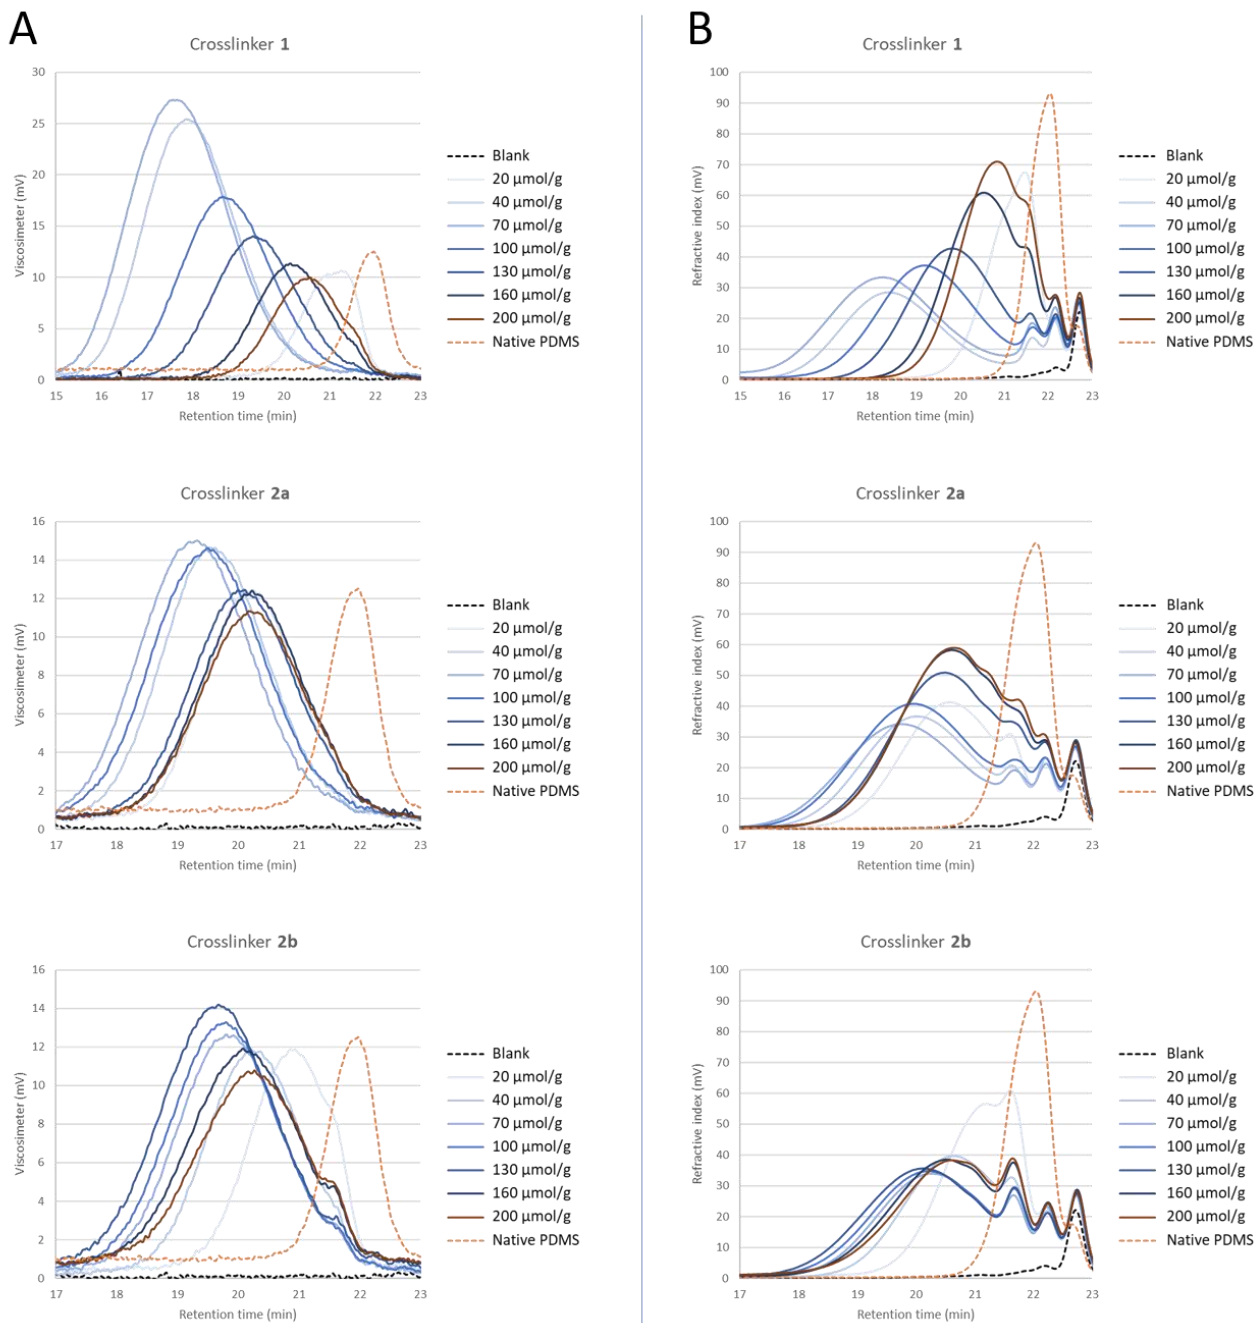 A
B
Crosslinker 1
30
25
20
15
10
5
0
Viscosimeter (mV)
15 16 17 18 19 20 21 22 23
Retention time (min)
Blank
20 µmol/g
40 µmol/g
70 µmol/g
100 µmol/g
130 µmol/g
160 µmol/g
200 µmol/g
Native PDMS
Crosslinker 1
100
90
80
70
60
50
40
30
20
10
0
Refractive index (mV)
15 16 17 18 19 20 21 22 23
Retention time (min)
Blank
20 µmol/g
40 µmol/g
70 µmol/g
100 µmol/g
130 µmol/g
160 µmol/g
200 µmol/g
Native PDMS
Crosslinker 2a
16
14
12
10
8
6
4
2
0
Viscosimeter (mV)
17 18 19 20 21 22 23
Retention time (min)
Blank
20 µmol/g
40 µmol/g
70 µmol/g
100 µmol/g
130 µmol/g
160 µmol/g
200 µmol/g
Native PDMS
Crosslinker 2a
100
90
80
70
60
50
40
30
20
10
0
Refractive index (mV)
17 18 19 20 21 22 23
Retention time (min)
Blank
20 µmol/g
40 µmol/g
70 µmol/g
100 µmol/g
130 µmol/g
160 µmol/g
200 µmol/g
Native PDMS
Crosslinker 2b
16
14
12
10
8
6
4
2
0
Viscosimeter (mV)
17 18 19 20 21 22 23
Retention time (min)
Blank
20 µmol/g
40 µmol/g
70 µmol/g
100 µmol/g
130 µmol/g
160 µmol/g
200 µmol/g
Native PDMS
Crosslinker 2b
100
90
80
70
60
50
40
30
20
10
0
Refractive index (mV)
17 18 19 20 21 22 23
Retention time (min)
Blank
20 µmol/g
40 µmol/g
70 µmol/g
100 µmol/g
130 µmol/g
160 µmol/g
200 µmol/g
Native PDMS